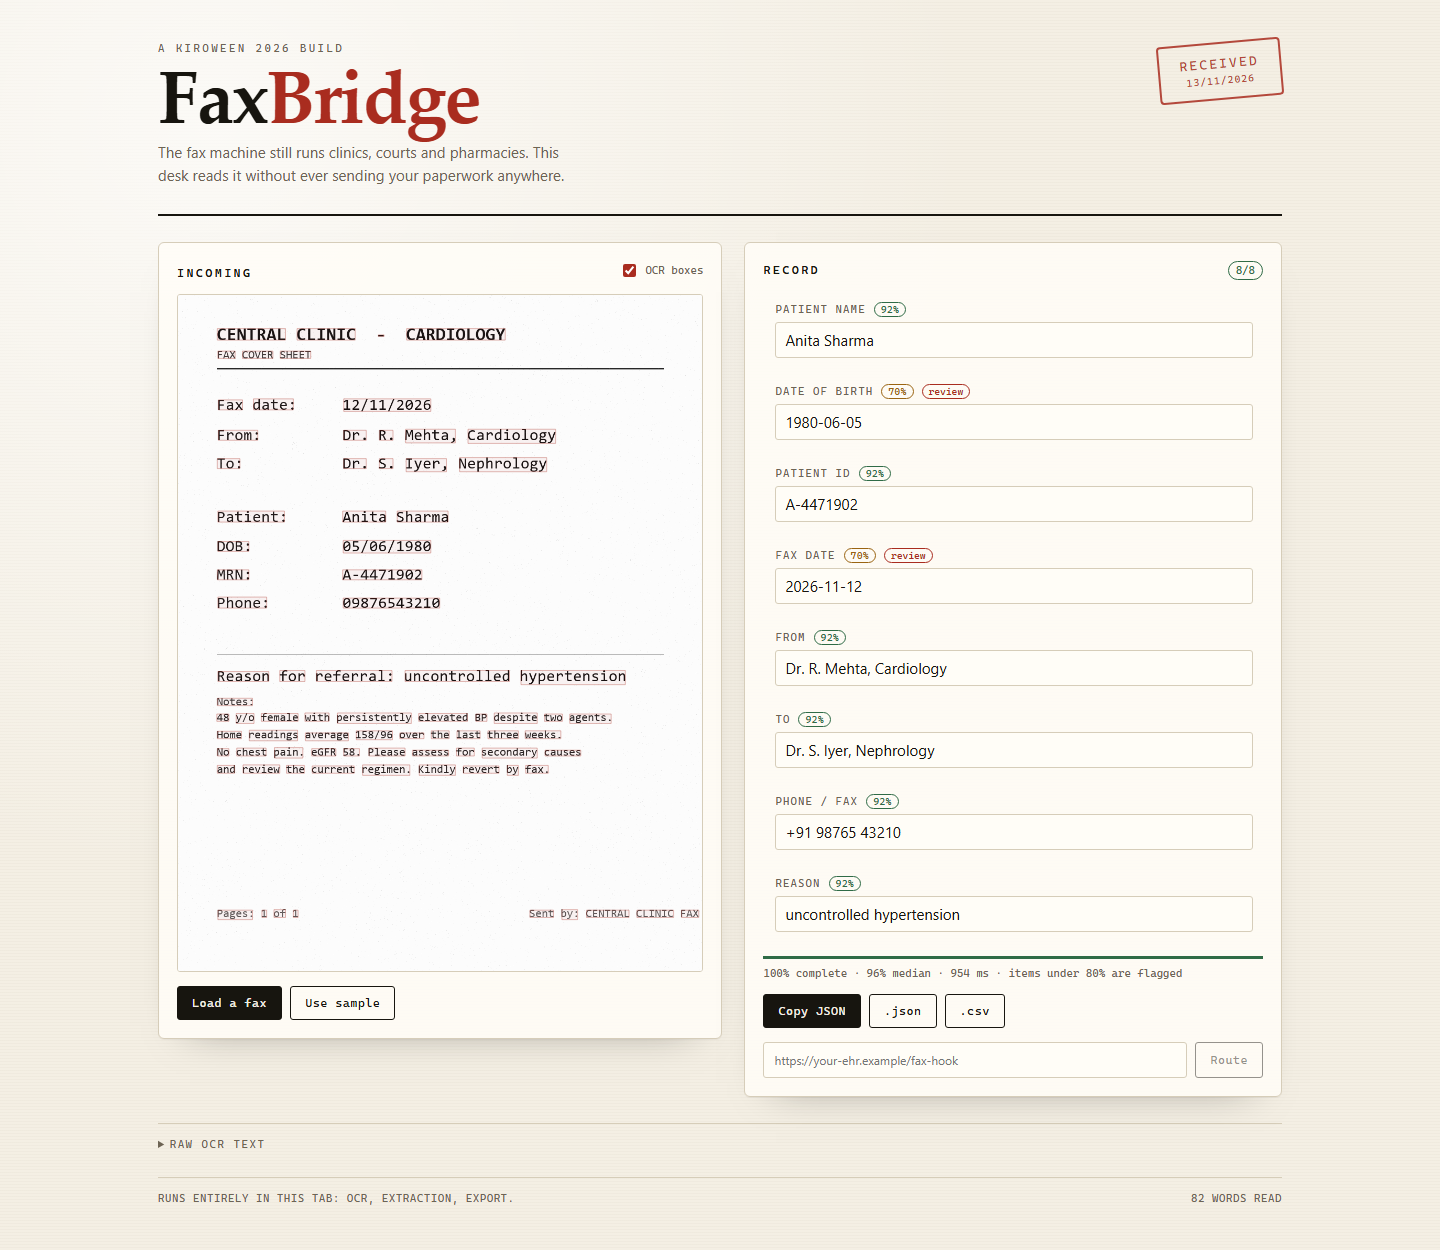 A KIROWEEN 2026 BUILD
FaxBridge
The fax machine still runs clinics, courts and pharmacies. This
desk reads it without ever sending your paperwork anywhere.
RECEIVED
13/11/2026
INCOMING
OCR boxes
CENTRAL CLINIC - CARDIOLOGY
FAX COVER SHEET
Fax date: 12/11/2026
From: Dr. R. Mehta, Cardiology
To: Dr. S. Iyer, Nephrology
Patient: Anita Sharma
DOB: 05/06/1980
MRN: A-4471902
Phone: 09876543210
Reason for referral: uncontrolled hypertension
Notes:
48 y/o female with persistently elevated BP despite two agents.
Home readings average 158/96 over the last three weeks.
No chest pain. eGFR 58. Please assess for secondary causes
and review the current regimen. Kindly revert by fax.
Pages: 1 of 1 Sent by: CENTRAL CLINIC FAX
Load a fax
Use sample
RECORD 8/8
PATIENT NAME 92%
Anita Sharma
DATE OF BIRTH 70% review
1980-06-05
PATIENT ID 92%
A-4471902
FAX DATE 70% review
2026-11-12
FROM 92%
Dr. R. Mehta, Cardiology
TO 92%
Dr. S. Iyer, Nephrology
PHONE / FAX 92%
+91 98765 43210
REASON 92%
uncontrolled hypertension
100% complete · 96% median · 954 ms · items under 80% are flagged
Copy JSON
.json
.csv
https://your-ehr.example/fax-hook
Route
RAW OCR TEXT
RUNS ENTIRELY IN THIS TAB: OCR, EXTRACTION, EXPORT.
82 WORDS READ